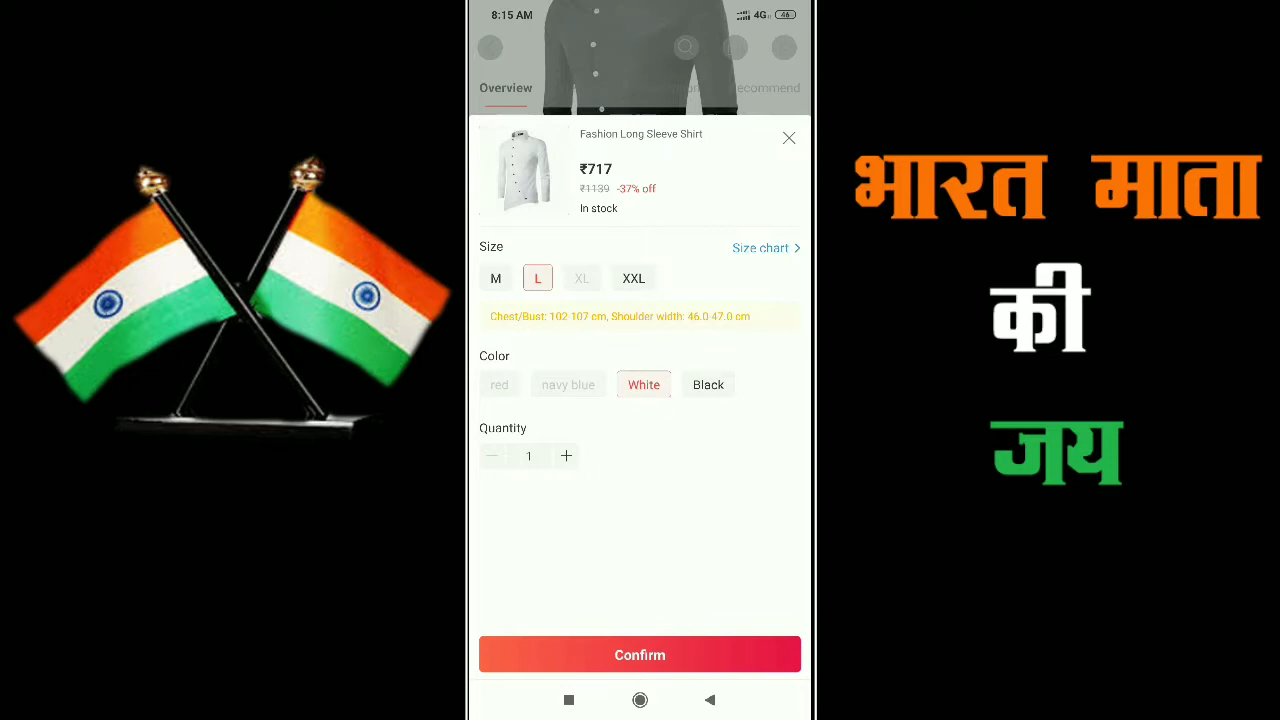 8:15 AM
4G
46
Overview
ecommend
Fashion Long Sleeve Shirt
₹717
₹1139 -37% off
In stock
Size
Size chart
M L XL XXL
Chest/Bust: 102 107 cm, Shoulder width: 46.0 47.0 cm
Color
red navy blue White Black
Quantity
1
Confirm
भारत माता
की
जय